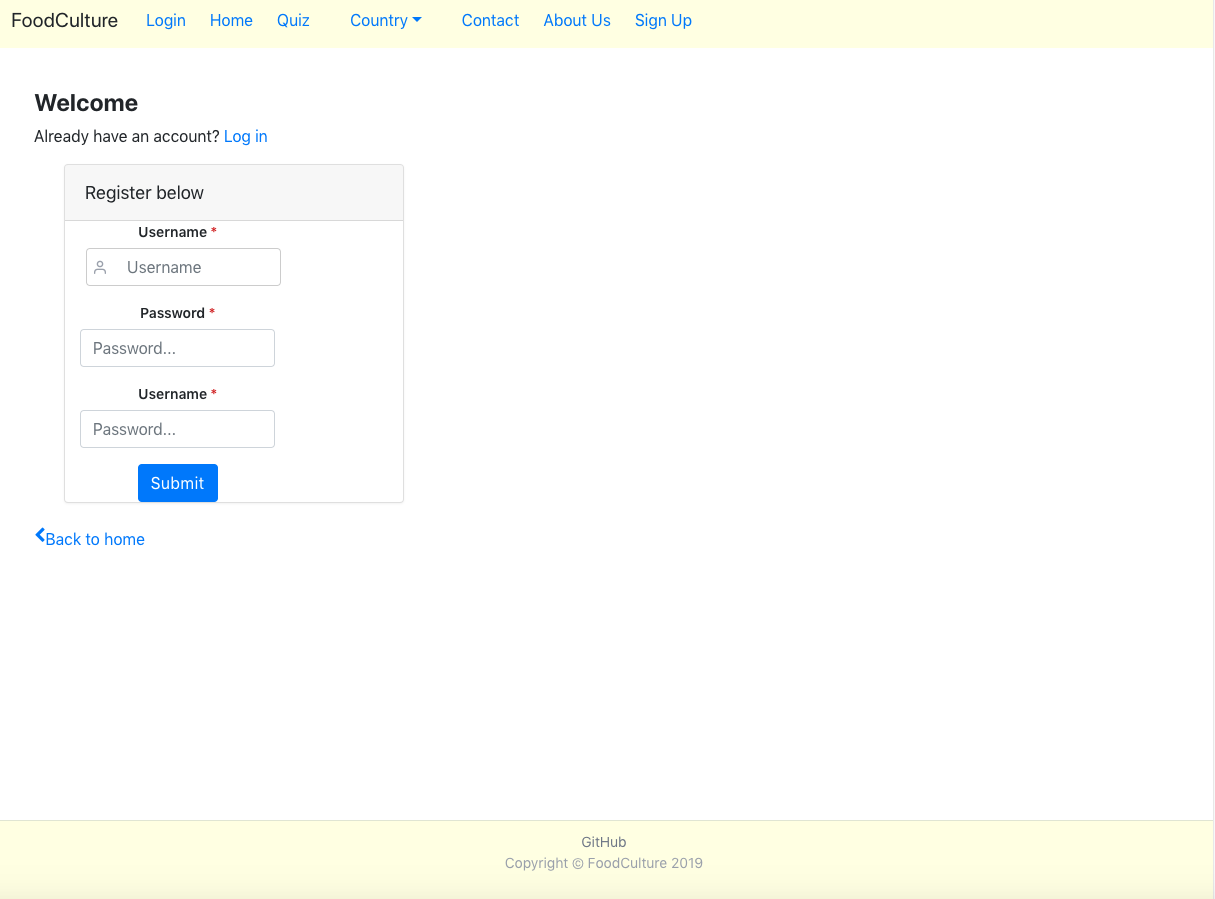 FoodCulture Login Home Quiz Country Contact About Us Sign Up
Welcome
Already have an account? Log in
Register below
Username *
Username
Password *
Password...
Username *
Password...
Submit
Back to home
GitHub
Copyright © FoodCulture 2019